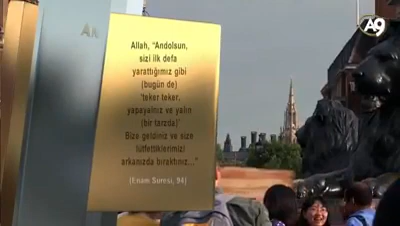 A9
Allah, "Andolsun,
sizi ilk defa
yarattığımız gibi
(bugün de)
'teker teker,
yapayalnız ve yalın
(bir tarzda)'
Bize geldiniz ve size
lütfettiklerimizi
arkanızda bıraktınız..."
(Enam Suresi, 94)